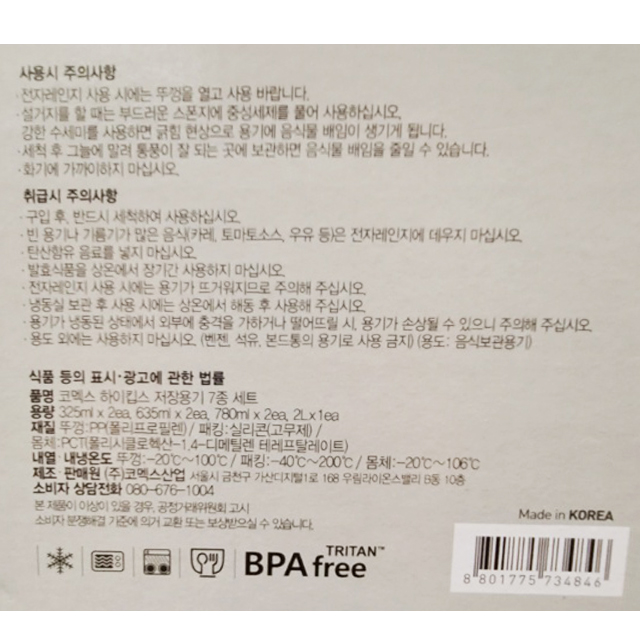 사용시 주의사항
· 전자레인지 사용 시에는 뚜껑을 열고 사용 바랍니다.
· 설거지를 할 때는 부드러운 스폰지에 중성세제를 물어 사용하십시오.
강한 수세미를 사용하면 긁힘 현상으로 용기에 음식물 배임이 생기게 됩니다.
· 세척 후 그늘에 말려 통풍이 잘 되는 곳에 보관하면 음식물 배임을 줄일 수 있습니다.
· 화기에 가까이하지 마십시오.
취급시 주의사항
· 구입 후, 반드시 세척하여 사용하십시오.
· 빈 용기나 기름기가 많은 음식(카레, 토마토소스, 우유 등)은 전자레인지에 데우지 마십시오.
· 탄산함유 음료를 넣지 마십시오.
· 발효식품을 상온에서 장기간 사용하지 마십시오.
· 전자레인지 사용 시에는 용기가 뜨거워지므로 주의해 주십시오.
· 냉동실 보관 후 사용 시에는 상온에서 해동 후 사용해 주십시오.
· 용기가 냉동된 상태에서 외부에 충격을 가하거나 떨어뜨릴 시, 용기가 손상될 수 있으니 주의해 주십시오.
· 용도 외에는 사용하지 마십시오. (벤젠, 석유, 본드통의 용기로 사용 금지) (용도: 음식보관용기)
식품 등의 표시·광고에 관한 법률
품명 코멕스 하이킵스 저장용기 7종 세트
용량 325ml x 2ea, 635ml x 2ea, 780ml x 2ea, 2L x 1ea
재질 / 뚜껑:PP(폴리프로필렌) / 패킹:실리콘(고무제) /
몸체:PCT(폴리시클로헥산-1,4-디메틸렌 테레프탈레이트)
내열·내냉온도 뚜껑:-20℃~100℃ / 패킹:-40℃~200℃ / 몸체:-20℃~106℃
제조·판매원 (주)코멕스산업 서울시 금천구 가산디지털1로 168 우림라이온스밸리 B동 10층
소비자 상담전화 080-676-1004
본 제품이 이상이 있을 경우, 공정거래위원회 고시
소비자 분쟁해결 기준에 의거 교환 또는 보상받으실 수 있습니다.
Made in KOREA
BPA free TRITAN™
8 801775 734846